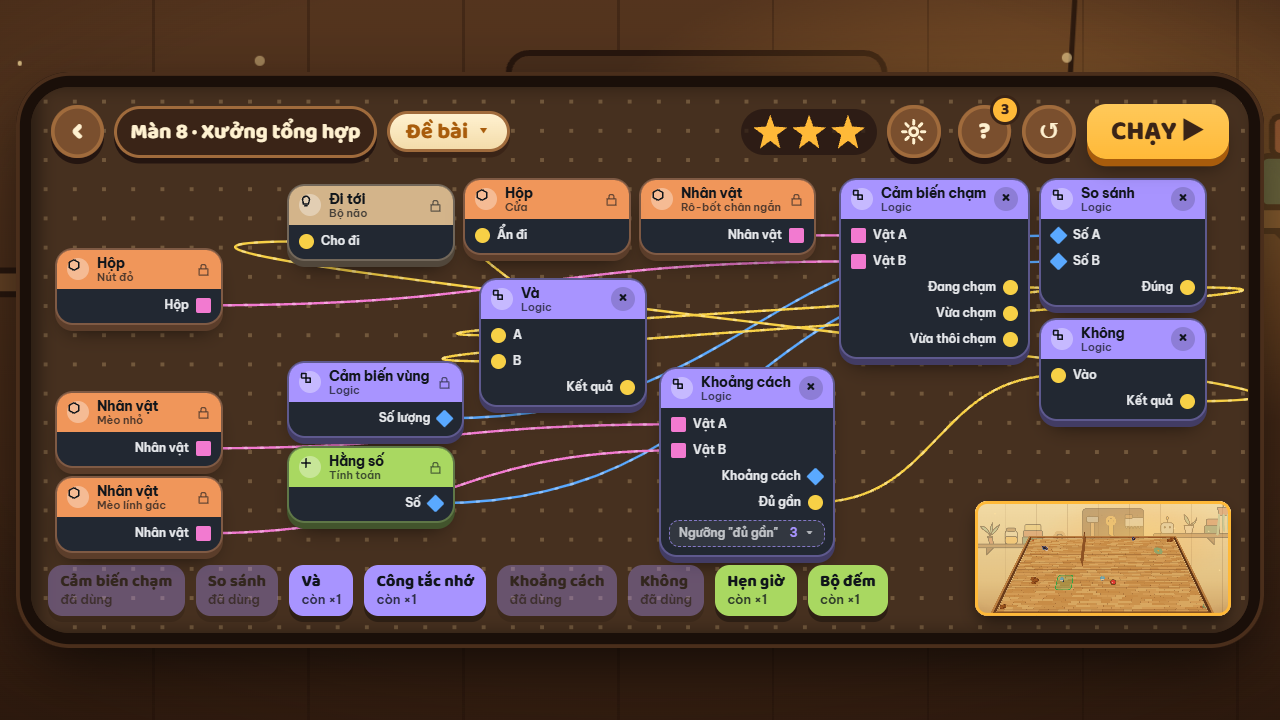 Màn 8 · Xưởng tổng hợp
Đề bài
3
?
CHẠY
Đi tới
Bộ não
Cho đi
Hộp
Cửa
Ẩn đi
Nhân vật
Rô-bốt chân ngắn
Nhân vật
Cảm biến chạm
Logic
Vật A
Vật B
Đang chạm
Vừa chạm
Vừa thôi chạm
So sánh
Logic
Số A
Số B
Đúng
Hộp
Nút đỏ
Hộp
Và
Logic
A
B
Kết quả
Không
Logic
Vào
Kết quả
Cảm biến vùng
Logic
Số lượng
Khoảng cách
Logic
Vật A
Vật B
Khoảng cách
Đủ gần
Ngưỡng "đủ gần" 3
Nhân vật
Mèo nhỏ
Nhân vật
Hằng số
Tính toán
Số
Nhân vật
Mèo lính gác
Nhân vật
Cảm biến chạm
đã dùng
So sánh
đã dùng
Và
còn ×1
Công tắc nhớ
còn ×1
Khoảng cách
đã dùng
Không
đã dùng
Hẹn giờ
còn ×1
Bộ đếm
còn ×1